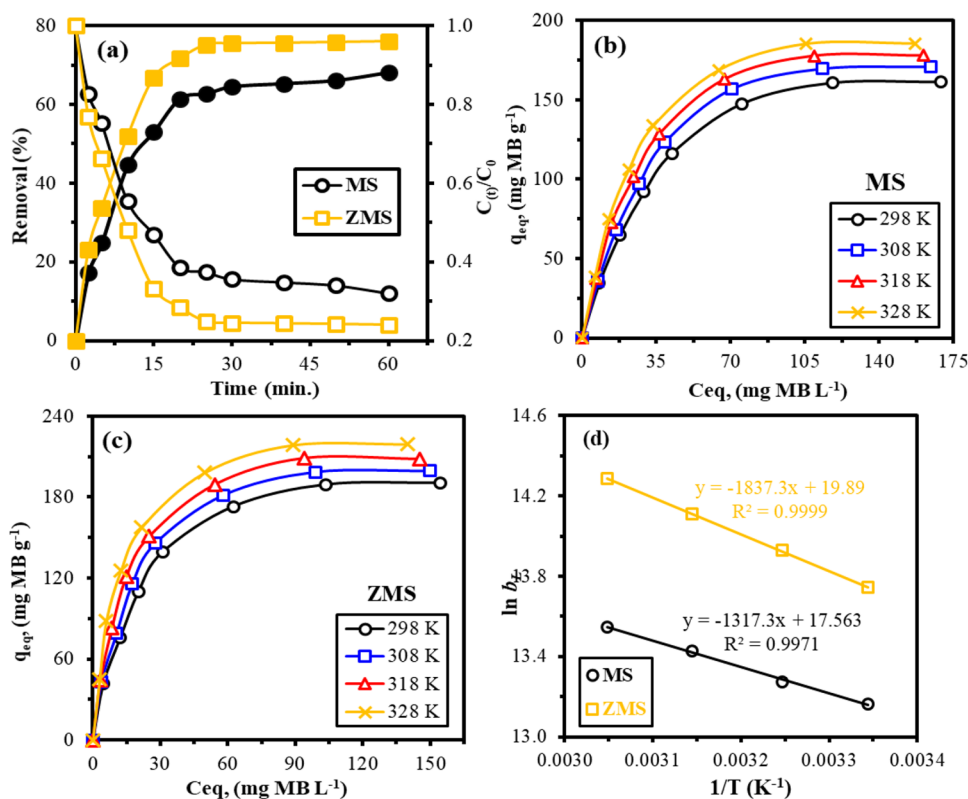 (a)
Removal (%)
80
60
40
20
0
MS
ZMS
1.0
0.8
0.6
0.4
0.2
C(t)/C0
0
15
30
45
60
Time (min.)
(b)
qeq, (mg MB g-1)
200
150
100
50
0
MS
298 K
308 K
318 K
328 K
0
35
70
105
140
175
Ceq, (mg MB L-1)
(c)
qeq, (mg MB g-1)
240
180
120
60
0
ZMS
298 K
308 K
318 K
328 K
0
30
60
90
120
150
Ceq, (mg MB L-1)
(d)
14.6
14.2
13.8
13.4
13.0
y = -1837.3x + 19.89
R² = 0.9999
y = -1317.3x + 17.563
R² = 0.9971
MS
ZMS
0.0030
0.0031
0.0032
0.0033
0.0034
1/T (K-1)